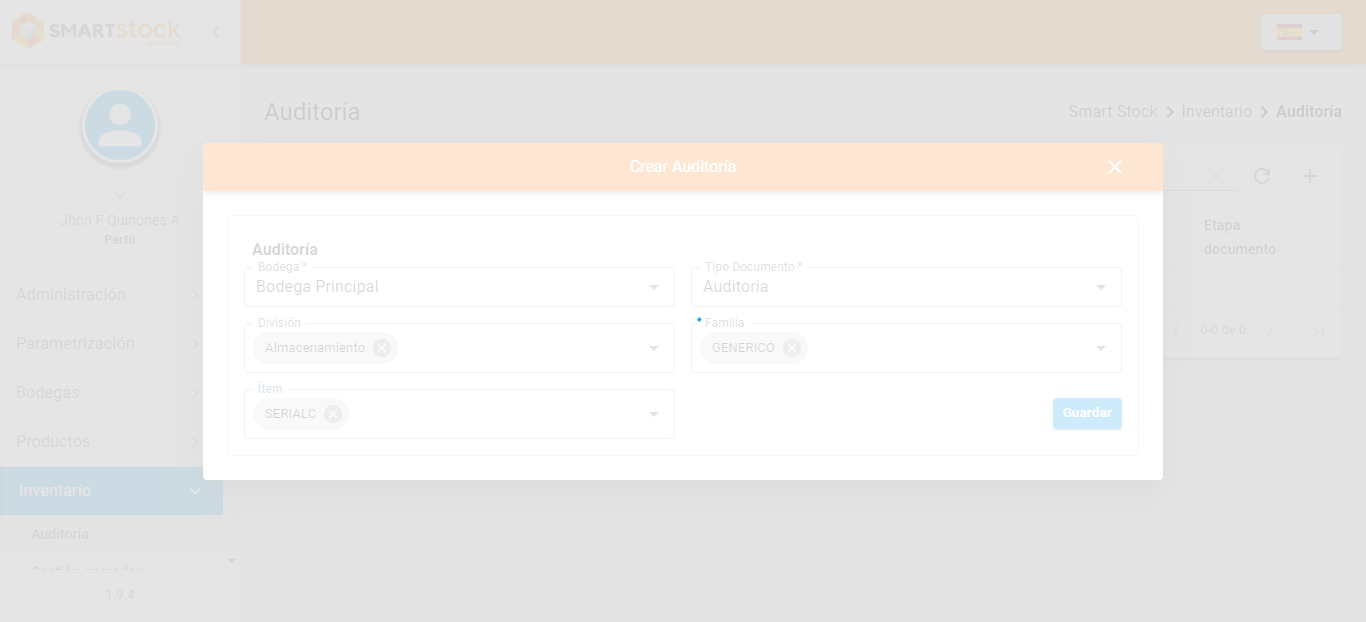 SMARTstock
Auditoría
Smart Stock
Inventario
Auditoría
Jhon F Quinones A
Perfil
Crear Auditoría
Etapa
documento
Administración
Parametrización
Bodegas
Productos
Inventario
Auditoría
1.9.4
Auditoría
Bodega *
Bodega Principal
Tipo Documento *
Auditoria
División
Almacenamiento
Familia
GENERICO
Ítem
SERIALC
Guardar
0-0 de 0